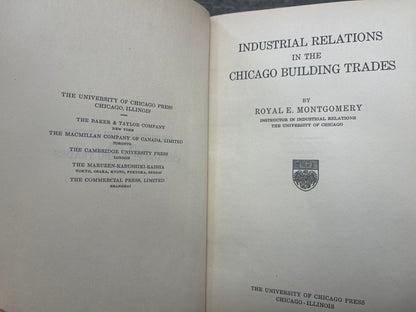 THE UNIVERSITY OF CHICAGO PRESS
CHICAGO, ILLINOIS
THE BAKER & TAYLOR COMPANY
NEW YORK
THE MACMILLAN COMPANY OF CANADA, LIMITED
TORONTO
THE CAMBRIDGE UNIVERSITY PRESS
LONDON
THE MARUZEN-KABUSHIKI-KAISHA
TOKYO, OSAKA, KYOTO, FUKUOKA, SENDAI
THE COMMERCIAL PRESS, LIMITED
SHANGHAI
INDUSTRIAL RELATIONS
IN THE
CHICAGO BUILDING TRADES
BY
ROYAL E. MONTGOMERY
INSTRUCTOR IN INDUSTRIAL RELATIONS
THE UNIVERSITY OF CHICAGO
THE UNIVERSITY OF CHICAGO PRESS
CHICAGO · ILLINOIS